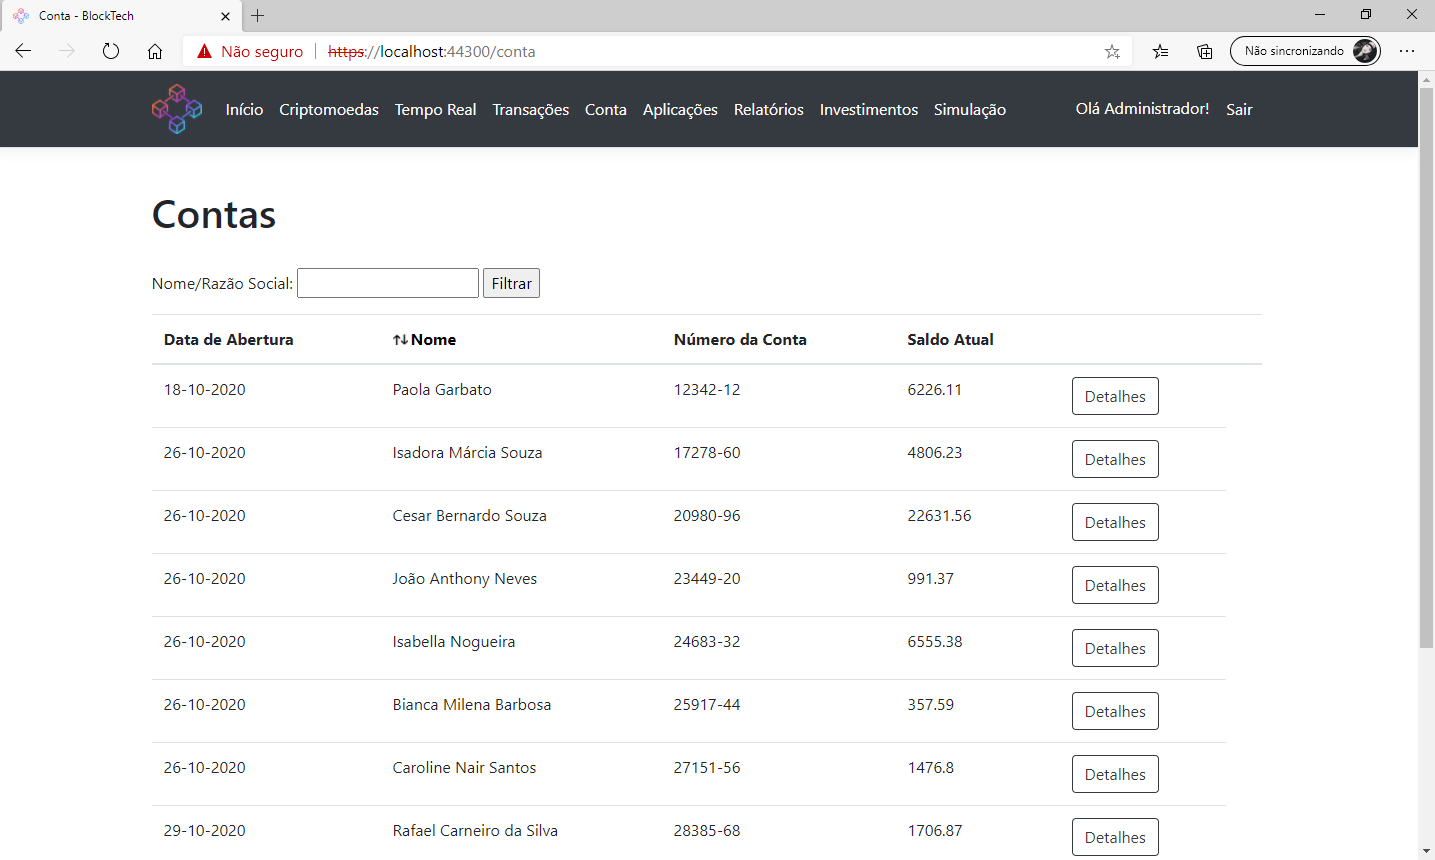 Conta - BlockTech
Não seguro https://localhost:44300/conta Não sincronizando
Início Criptomoedas Tempo Real Transações Conta Aplicações Relatórios Investimentos Simulação Olá Administrador! Sair
Contas
Nome/Razão Social: Filtrar
Data de Abertura Nome Número da Conta Saldo Atual
18-10-2020 Paola Garbato 12342-12 6226.11 Detalhes
26-10-2020 Isadora Márcia Souza 17278-60 4806.23 Detalhes
26-10-2020 Cesar Bernardo Souza 20980-96 22631.56 Detalhes
26-10-2020 João Anthony Neves 23449-20 991.37 Detalhes
26-10-2020 Isabella Nogueira 24683-32 6555.38 Detalhes
26-10-2020 Bianca Milena Barbosa 25917-44 357.59 Detalhes
26-10-2020 Caroline Nair Santos 27151-56 1476.8 Detalhes
29-10-2020 Rafael Carneiro da Silva 28385-68 1706.87 Detalhes